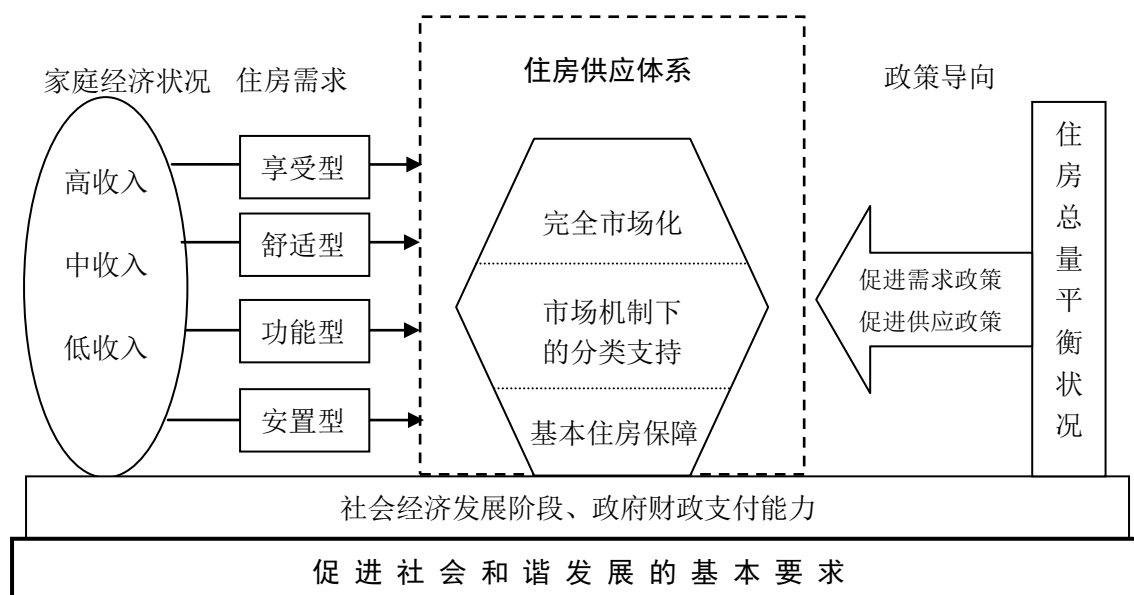 家庭经济状况
住房需求
住房供应体系
政策导向
高收入
中收入
低收入
享受型
舒适型
功能型
安置型
完全市场化
市场机制下
的分类支持
基本住房保障
促进需求政策
促进供应政策
住房总量平衡状况
社会经济发展阶段、政府财政支付能力
促进社会和谐发展的基本要求